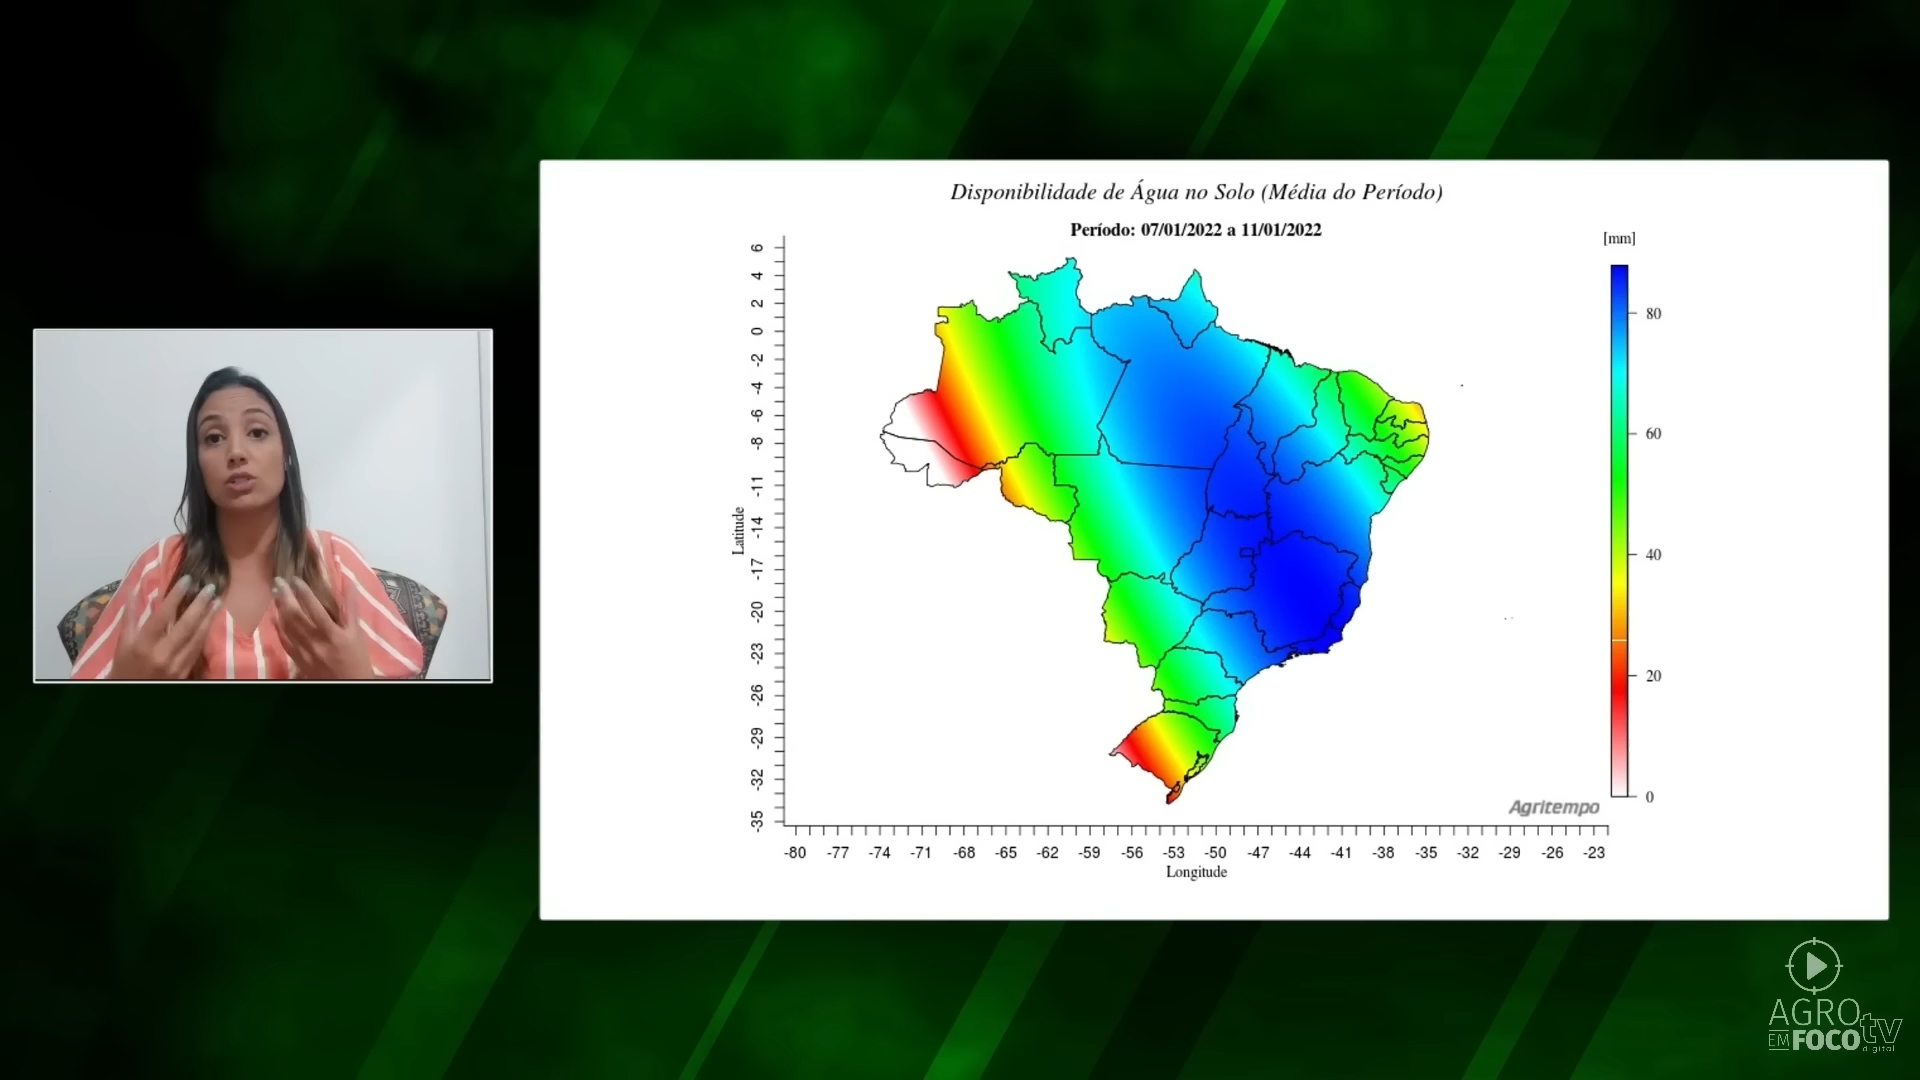 Disponibilidade de Água no Solo (Média do Período)
Período: 07/01/2022 a 11/01/2022
[mm]
80
60
40
20
0
Latitude
6
4
2
0
-2
-4
-6
-8
-11
-14
-17
-20
-23
-26
-29
-32
-35
-80 -77 -74 -71 -68 -65 -62 -59 -56 -53 -50 -47 -44 -41 -38 -35 -32 -29 -26 -23
Longitude
Agritempo
AGRO
EM FOCO tv
digital